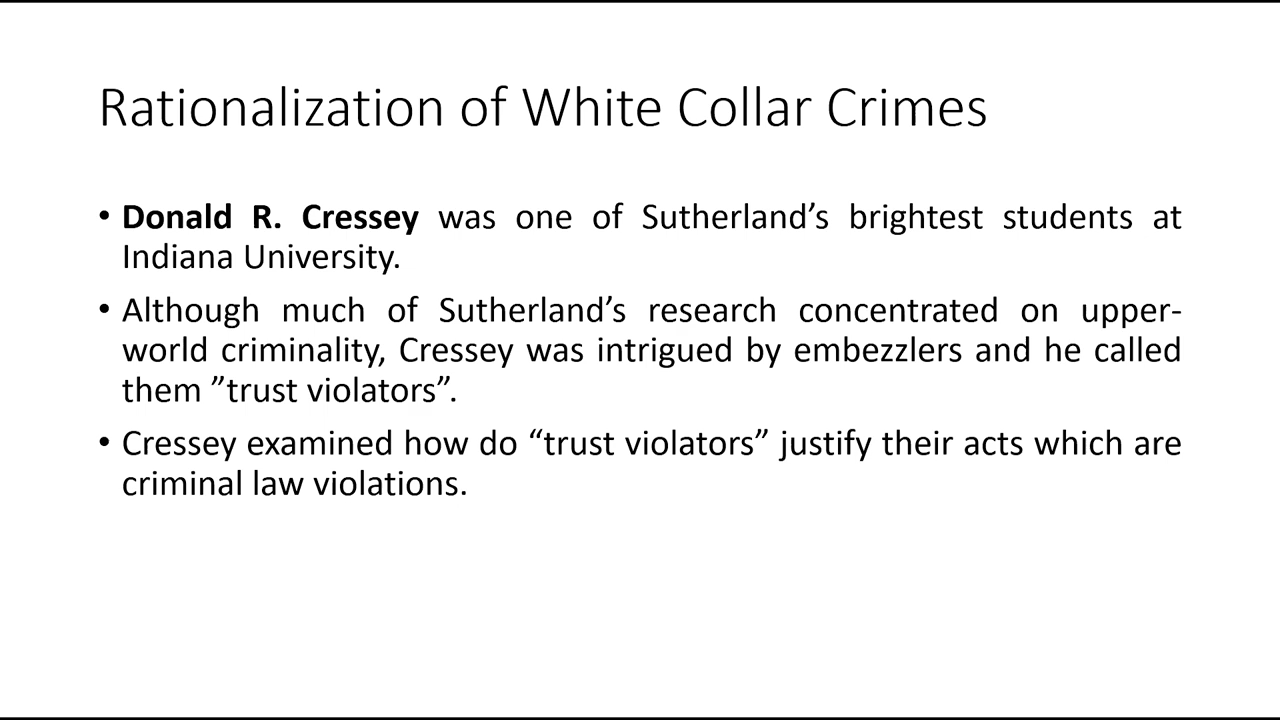 Rationalization of White Collar Crimes
• Donald R. Cressey was one of Sutherland’s brightest students at
Indiana University.
• Although much of Sutherland’s research concentrated on upper-
world criminality, Cressey was intrigued by embezzlers and he called
them ”trust violators”.
• Cressey examined how do “trust violators” justify their acts which are
criminal law violations.